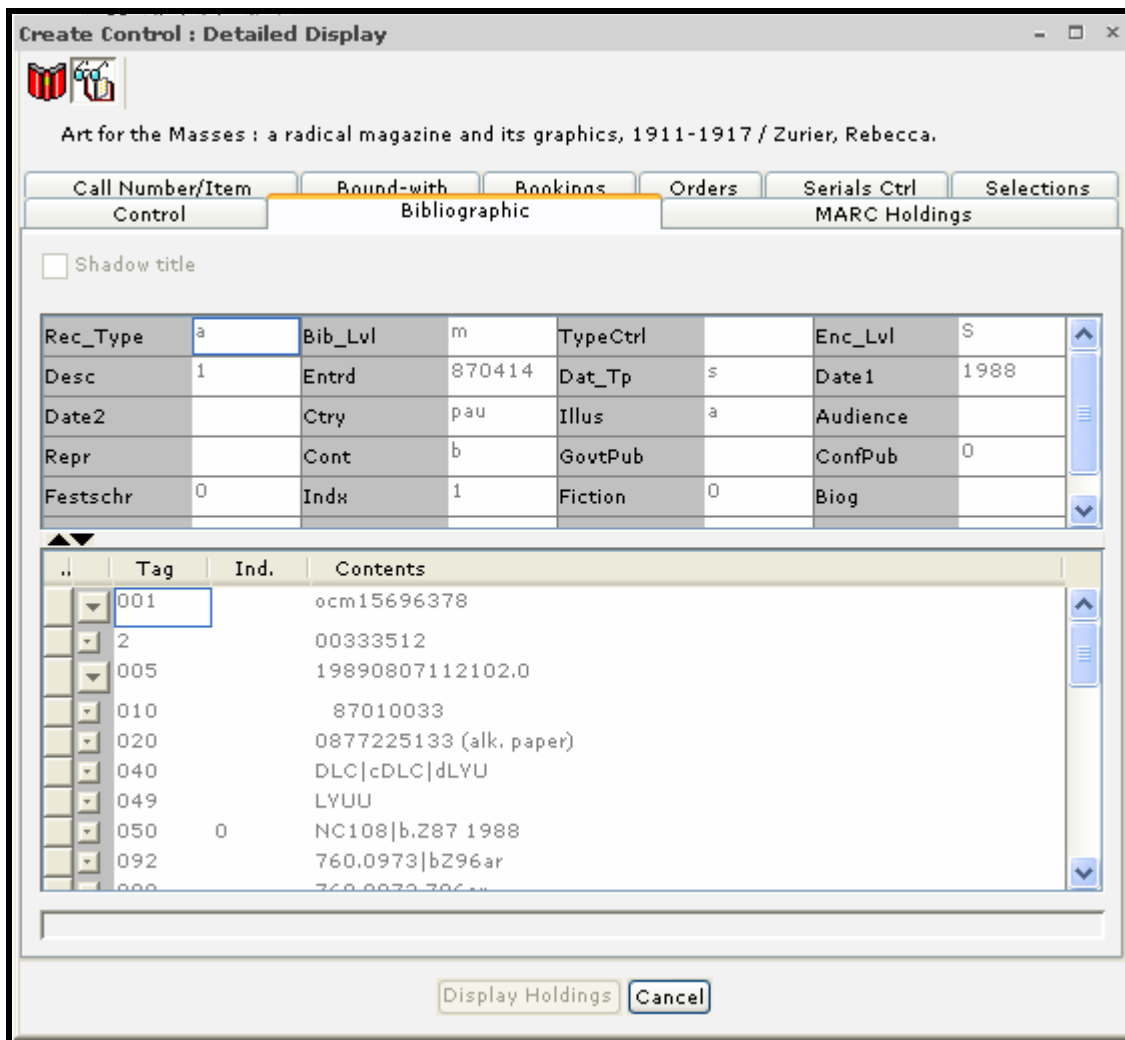 Create Control : Detailed Display
Art for the Masses : a radical magazine and its graphics, 1911-1917 / Zurier, Rebecca.
Call Number/Item Bound-with Bookings Orders Serials Ctrl Selections
Control Bibliographic MARC Holdings
Shadow title
Rec_Type a Bib_Lvl m TypeCtrl Enc_Lvl S
Desc 1 Entrd 870414 Dat_Tp s Date1 1988
Date2 Ctry pau Illus a Audience
Repr Cont b GovtPub ConfPub 0
Festschr 0 Indx 1 Fiction 0 Biog
.. Tag Ind. Contents
001 ocm15696378
2 00333512
005 19890807112102.0
010 87010033
020 0877225133 (alk. paper)
040 DLC|cDLC|dLYU
049 LYUU
050 0 NC108|b.Z87 1988
092 760.0973|bZ96ar
Display Holdings Cancel